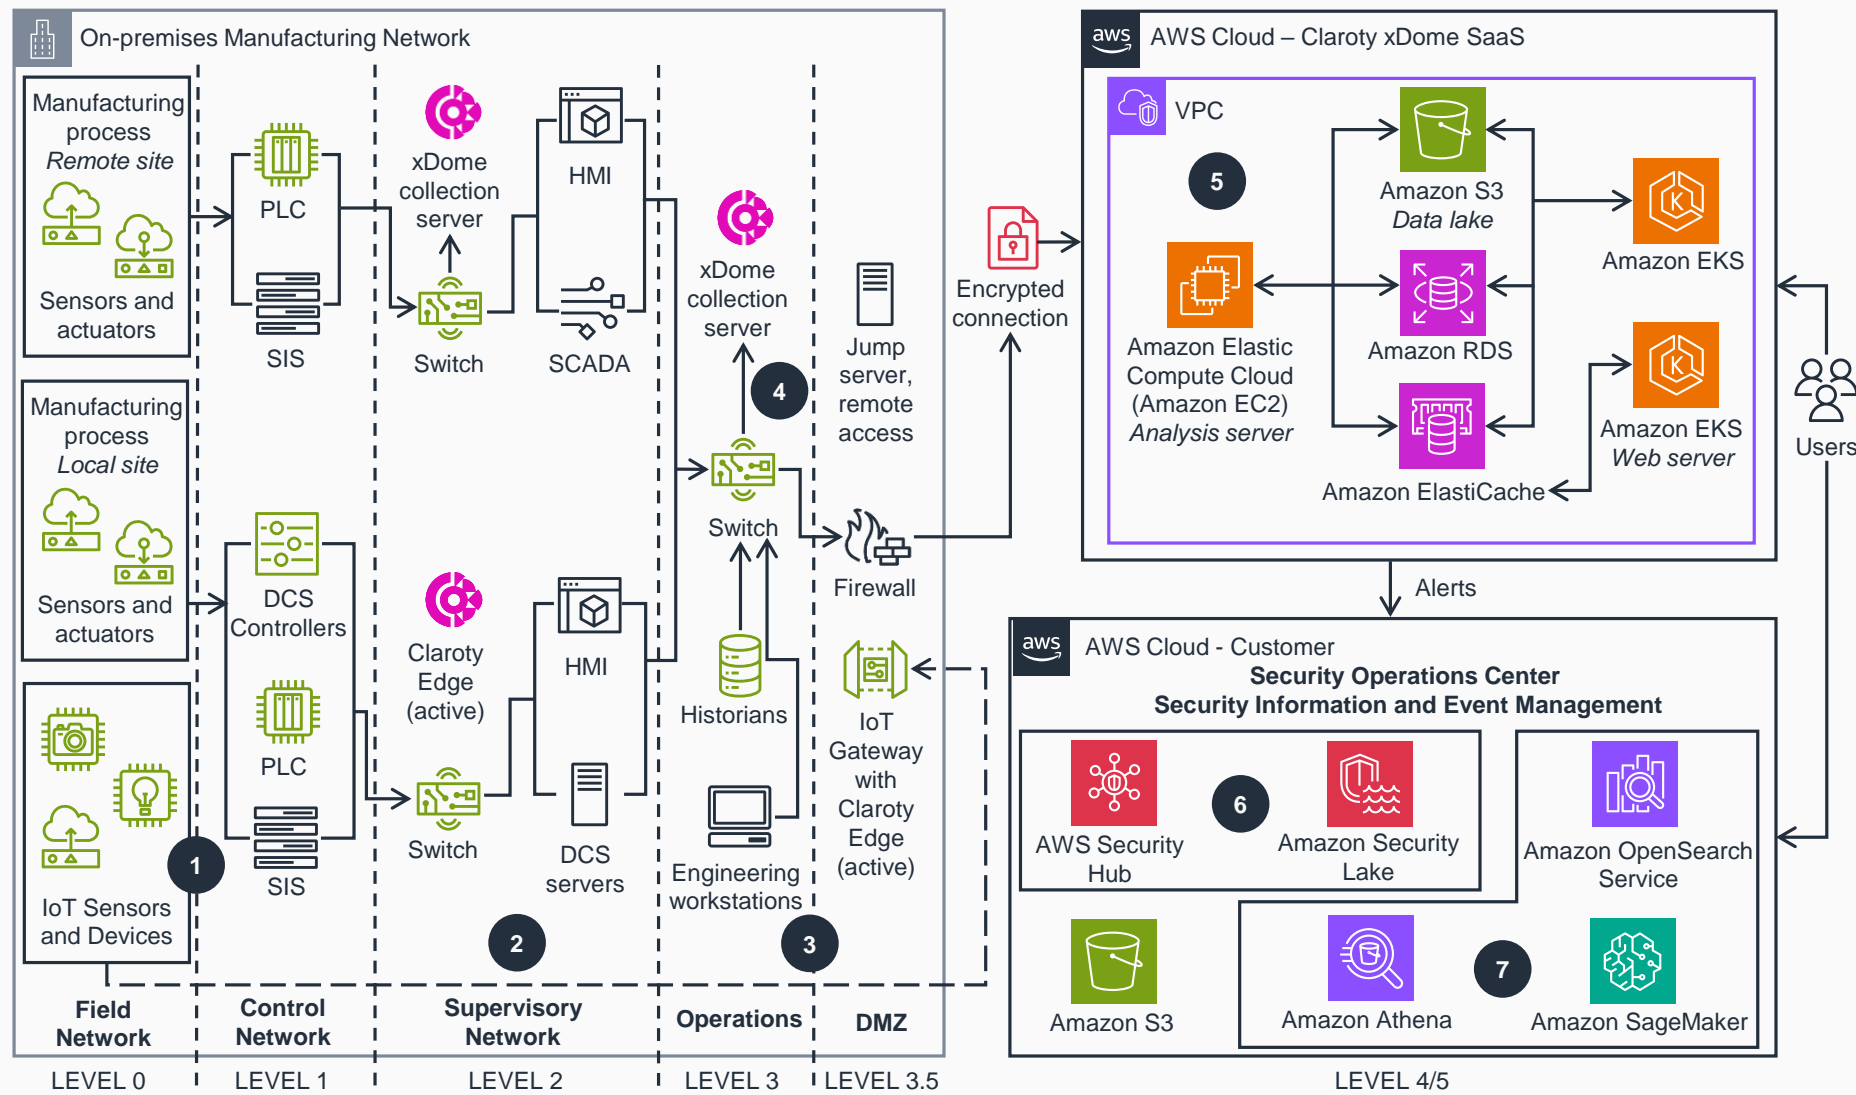 On-premises Manufacturing Network
Manufacturing
process
Remote site
Sensors and
actuators
Manufacturing
process
Local site
Sensors and
actuators
IoT Sensors
and Devices
1
Field
Network
LEVEL 0
PLC
SIS
DCS
Controllers
PLC
SIS
Control
Network
LEVEL 1
xDome
collection
server
Switch
HMI
SCADA
Claroty
Edge
(active)
Switch
HMI
DCS
servers
2
Supervisory
Network
LEVEL 2
xDome
collection
server
4
Switch
Historians
Engineering
workstations
3
Operations
LEVEL 3
Jump
server,
remote
access
Firewall
IoT
Gateway
with
Claroty
Edge
(active)
DMZ
LEVEL 3.5
Encrypted
connection
aws
AWS Cloud – Claroty xDome SaaS
VPC
5
Amazon Elastic
Compute Cloud
(Amazon EC2)
Analysis server
Amazon S3
Data lake
Amazon RDS
Amazon ElastiCache
K
Amazon EKS
K
Amazon EKS
Web server
Users
Alerts
aws
AWS Cloud - Customer
Security Operations Center
Security Information and Event Management
AWS Security
Hub
6
Amazon Security
Lake
Amazon OpenSearch
Service
Amazon S3
Amazon Athena
7
Amazon SageMaker
LEVEL 4/5